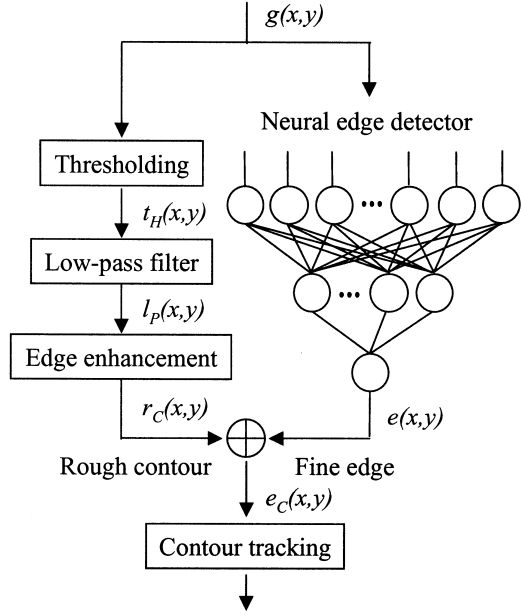 g(x,y)
Neural edge detector
Thresholding
t_H(x,y)
Low-pass filter
l_P(x,y)
Edge enhancement
r_C(x,y)
e(x,y)
Rough contour
Fine edge
e_C(x,y)
Contour tracking